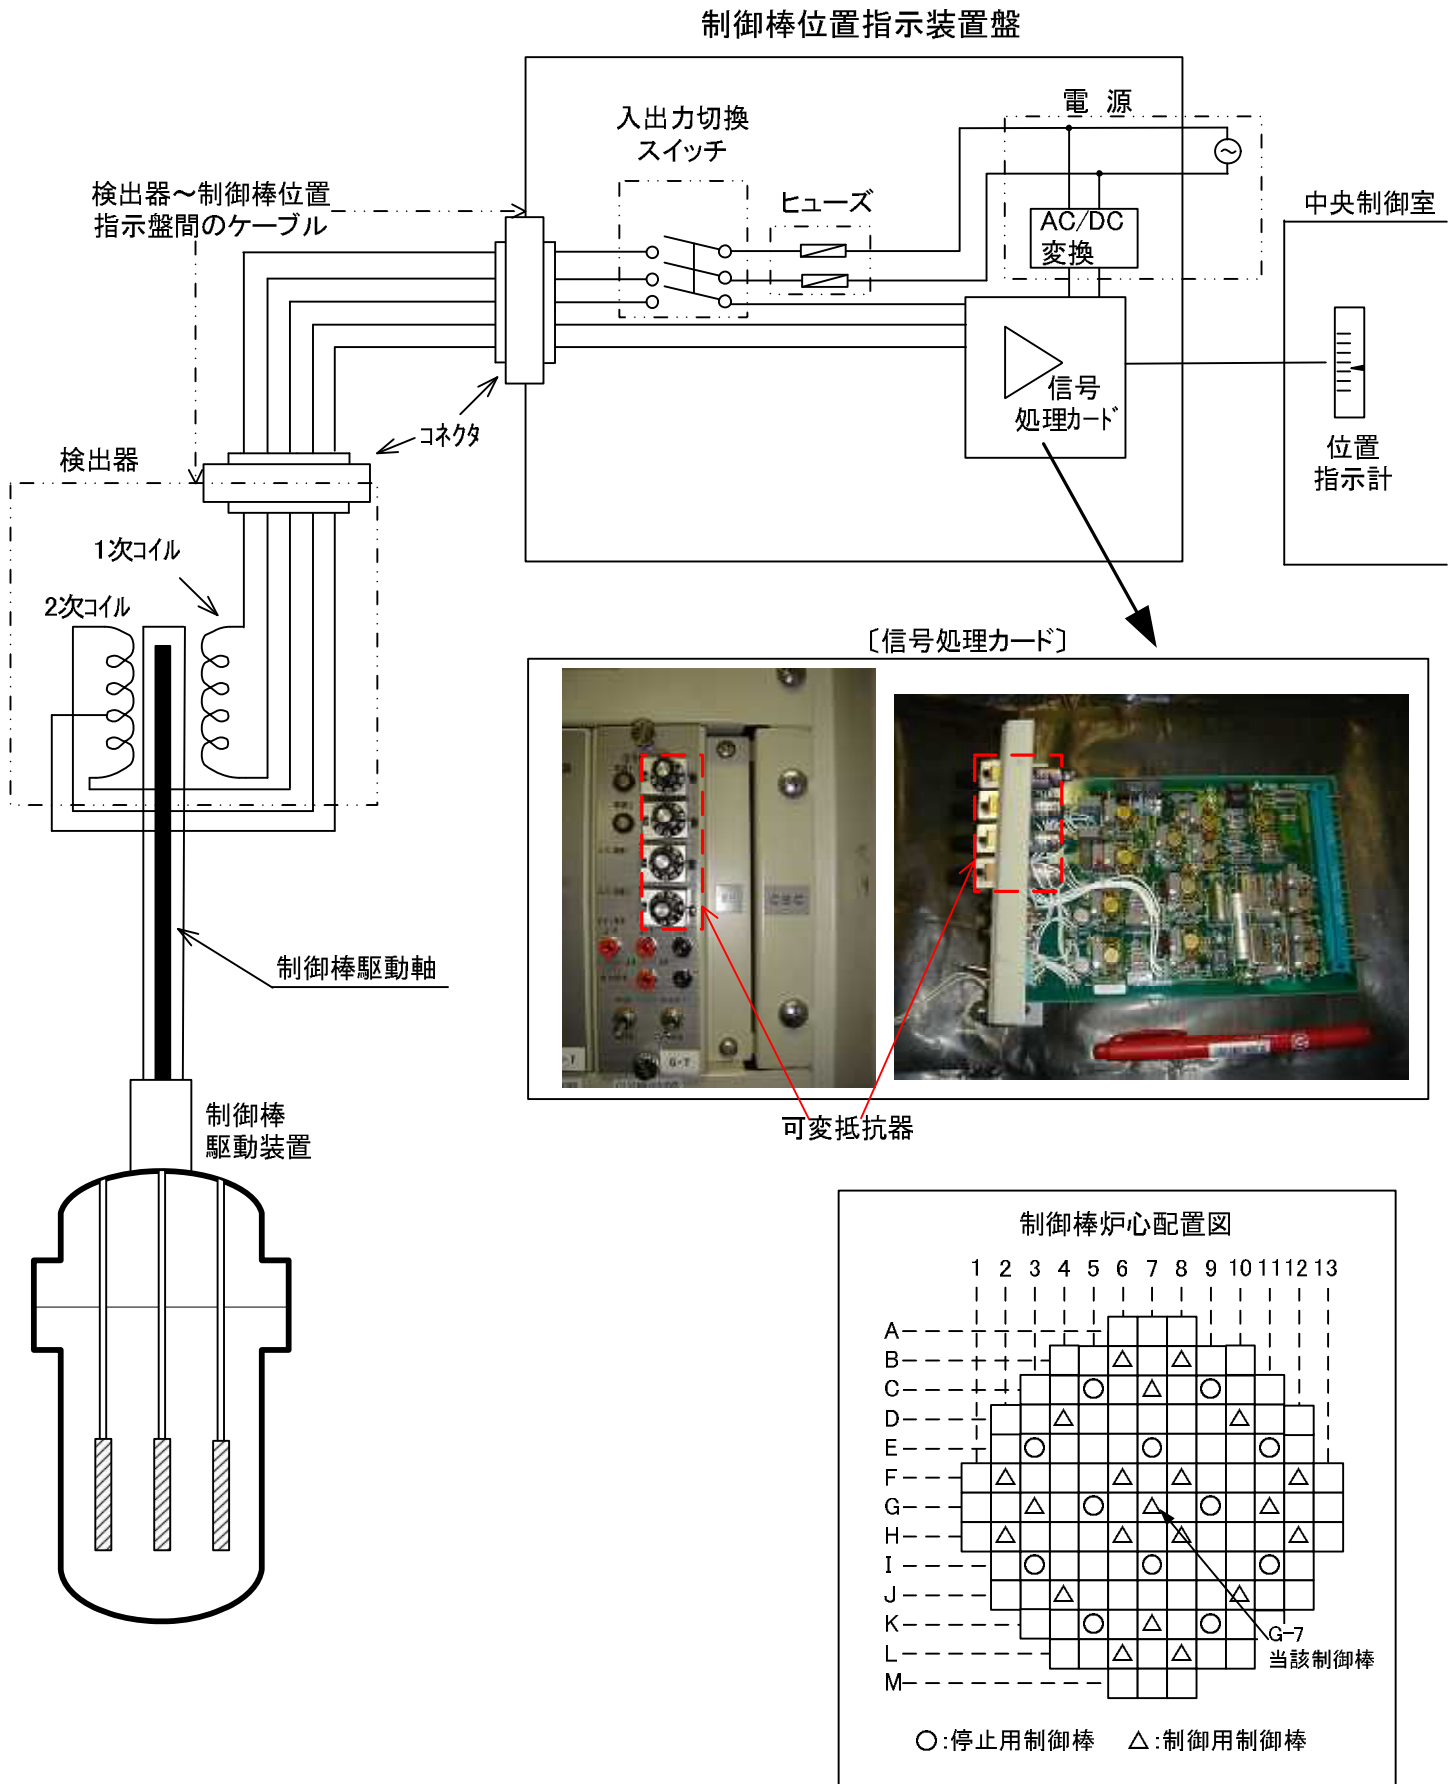 制御棒位置指示装置盤
電 源
入出力切換
スイッチ
ヒューズ
検出器～制御棒位置
指示盤間のケーブル
AC/DC
変換
中央制御室
信号
処理カード
コネクタ
位置
指示計
検出器
1次コイル
2次コイル
〔信号処理カード〕
C9C
G-7
制御棒駆動軸
可変抵抗器
制御棒
駆動装置
制御棒炉心配置図
1 2 3 4 5 6 7 8 9 10 11 12 13
A
B
C
D
E
F
G
H
I
J
K
L
M
G-7
当該制御棒
○:停止用制御棒 △:制御用制御棒